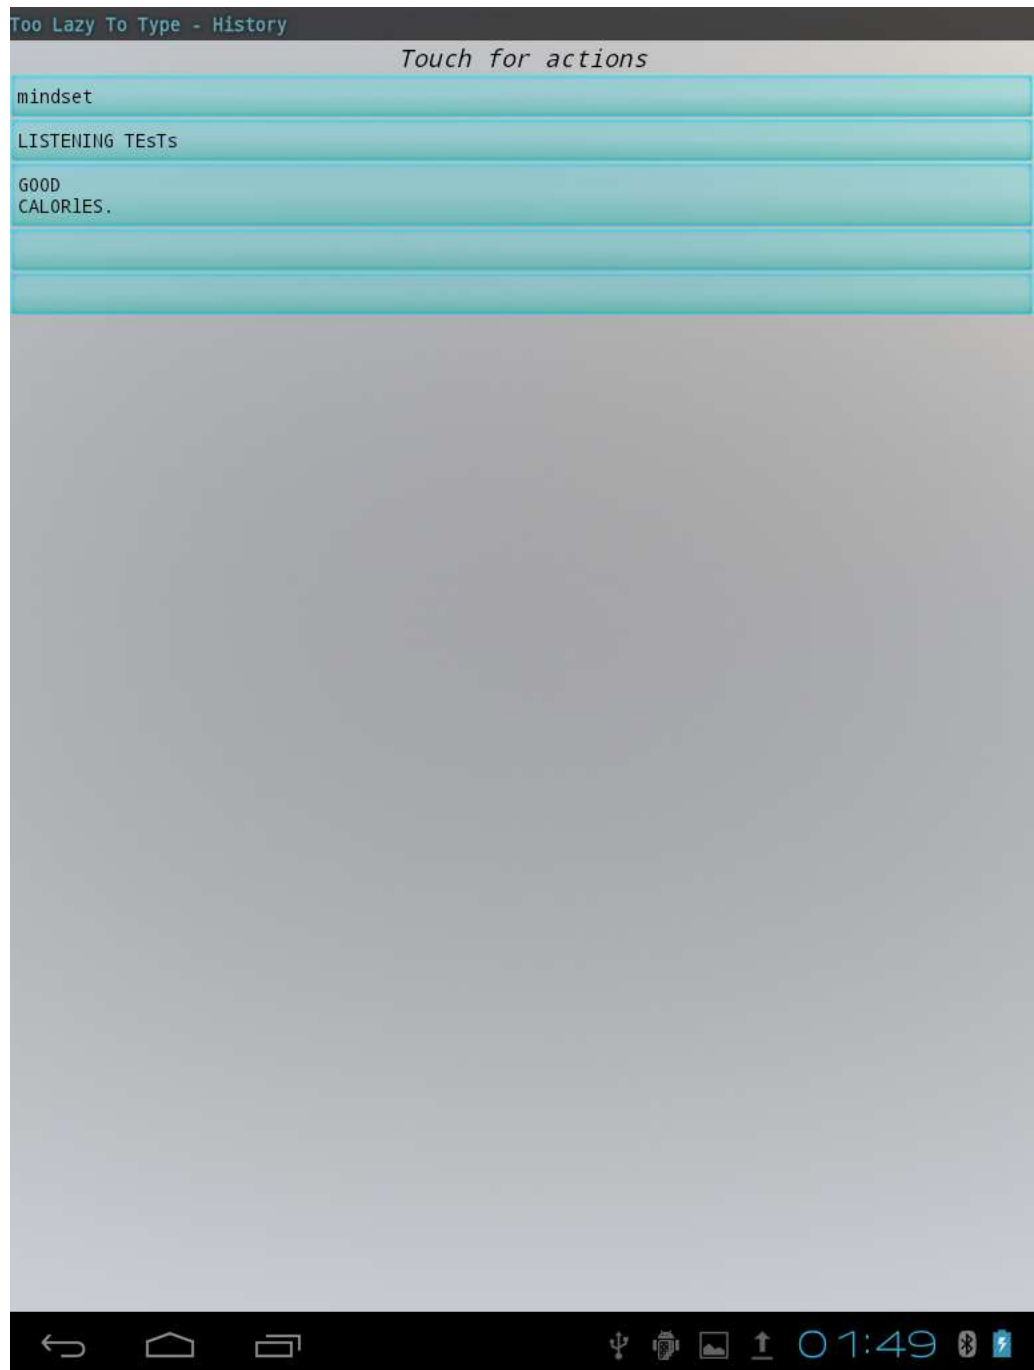 Too Lazy To Type - History
Touch for actions
mindset
LISTENING TEsTs
GOOD
CALORlES.
01:49